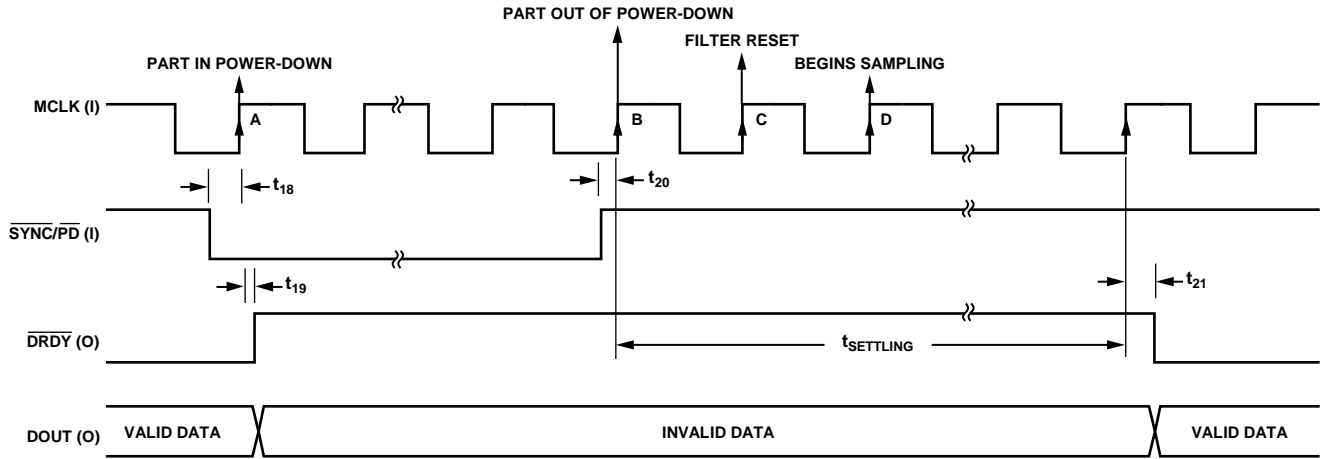 PART OUT OF POWER-DOWN
FILTER RESET
PART IN POWER-DOWN
BEGINS SAMPLING
MCLK (I)
A
B
C
D
t18
t20
SYNC/PD (I)
t19
t21
DRDY (O)
tSETTLING
DOUT (O)
VALID DATA
INVALID DATA
VALID DATA